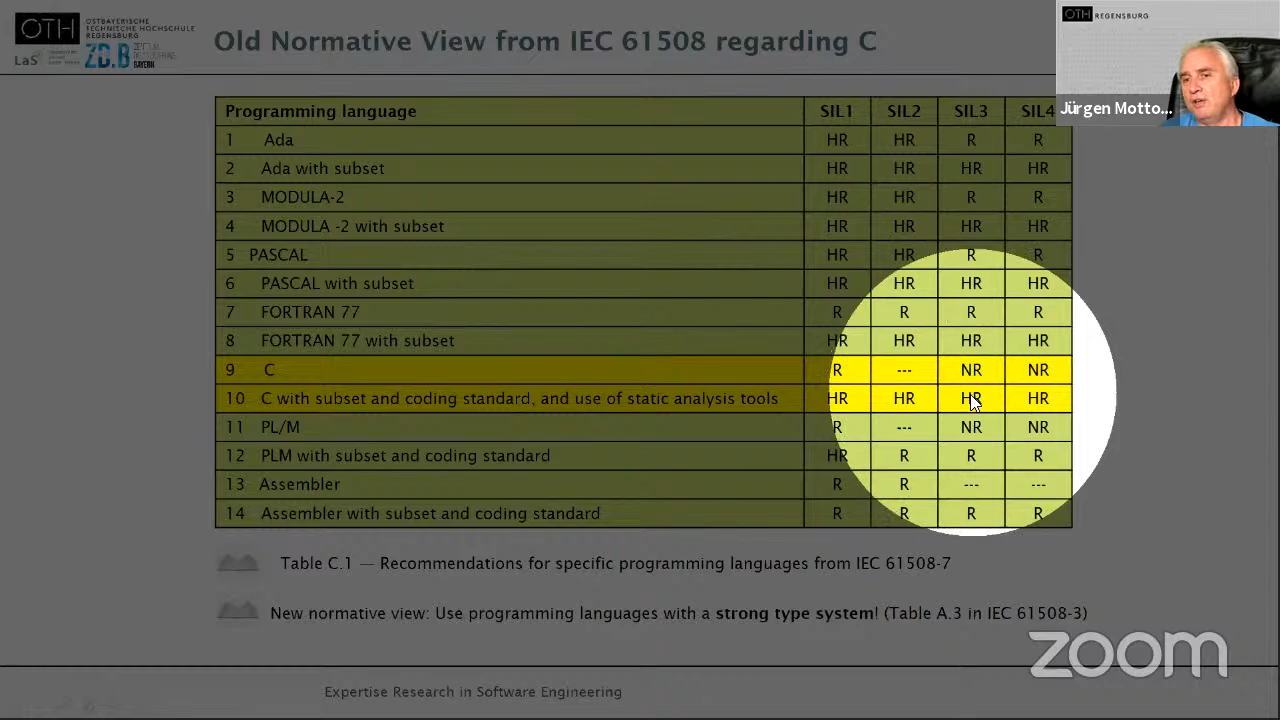 OTH
OSTBAYERISCHE
TECHNISCHE HOCHSCHULE
REGENSBURG
LaS³
ZD.B
BAYERN
Old Normative View from IEC 61508 regarding C
OTH REGENSBURG
Jürgen Motto...
Programming language SIL1 SIL2 SIL3 SIL4
1 Ada HR HR R R
2 Ada with subset HR HR HR HR
3 MODULA-2 HR HR R R
4 MODULA -2 with subset HR HR HR HR
5 PASCAL HR HR R R
6 PASCAL with subset HR HR HR HR
7 FORTRAN 77 R R R R
8 FORTRAN 77 with subset HR HR HR HR
9 C R --- NR NR
10 C with subset and coding standard, and use of static analysis tools HR HR HR HR
11 PL/M R --- NR NR
12 PLM with subset and coding standard HR R R R
13 Assembler R R --- ---
14 Assembler with subset and coding standard R R R R
Table C.1 — Recommendations for specific programming languages from IEC 61508-7
New normative view: Use programming languages with a strong type system! (Table A.3 in IEC 61508-3)
zoom
Expertise Research in Software Engineering